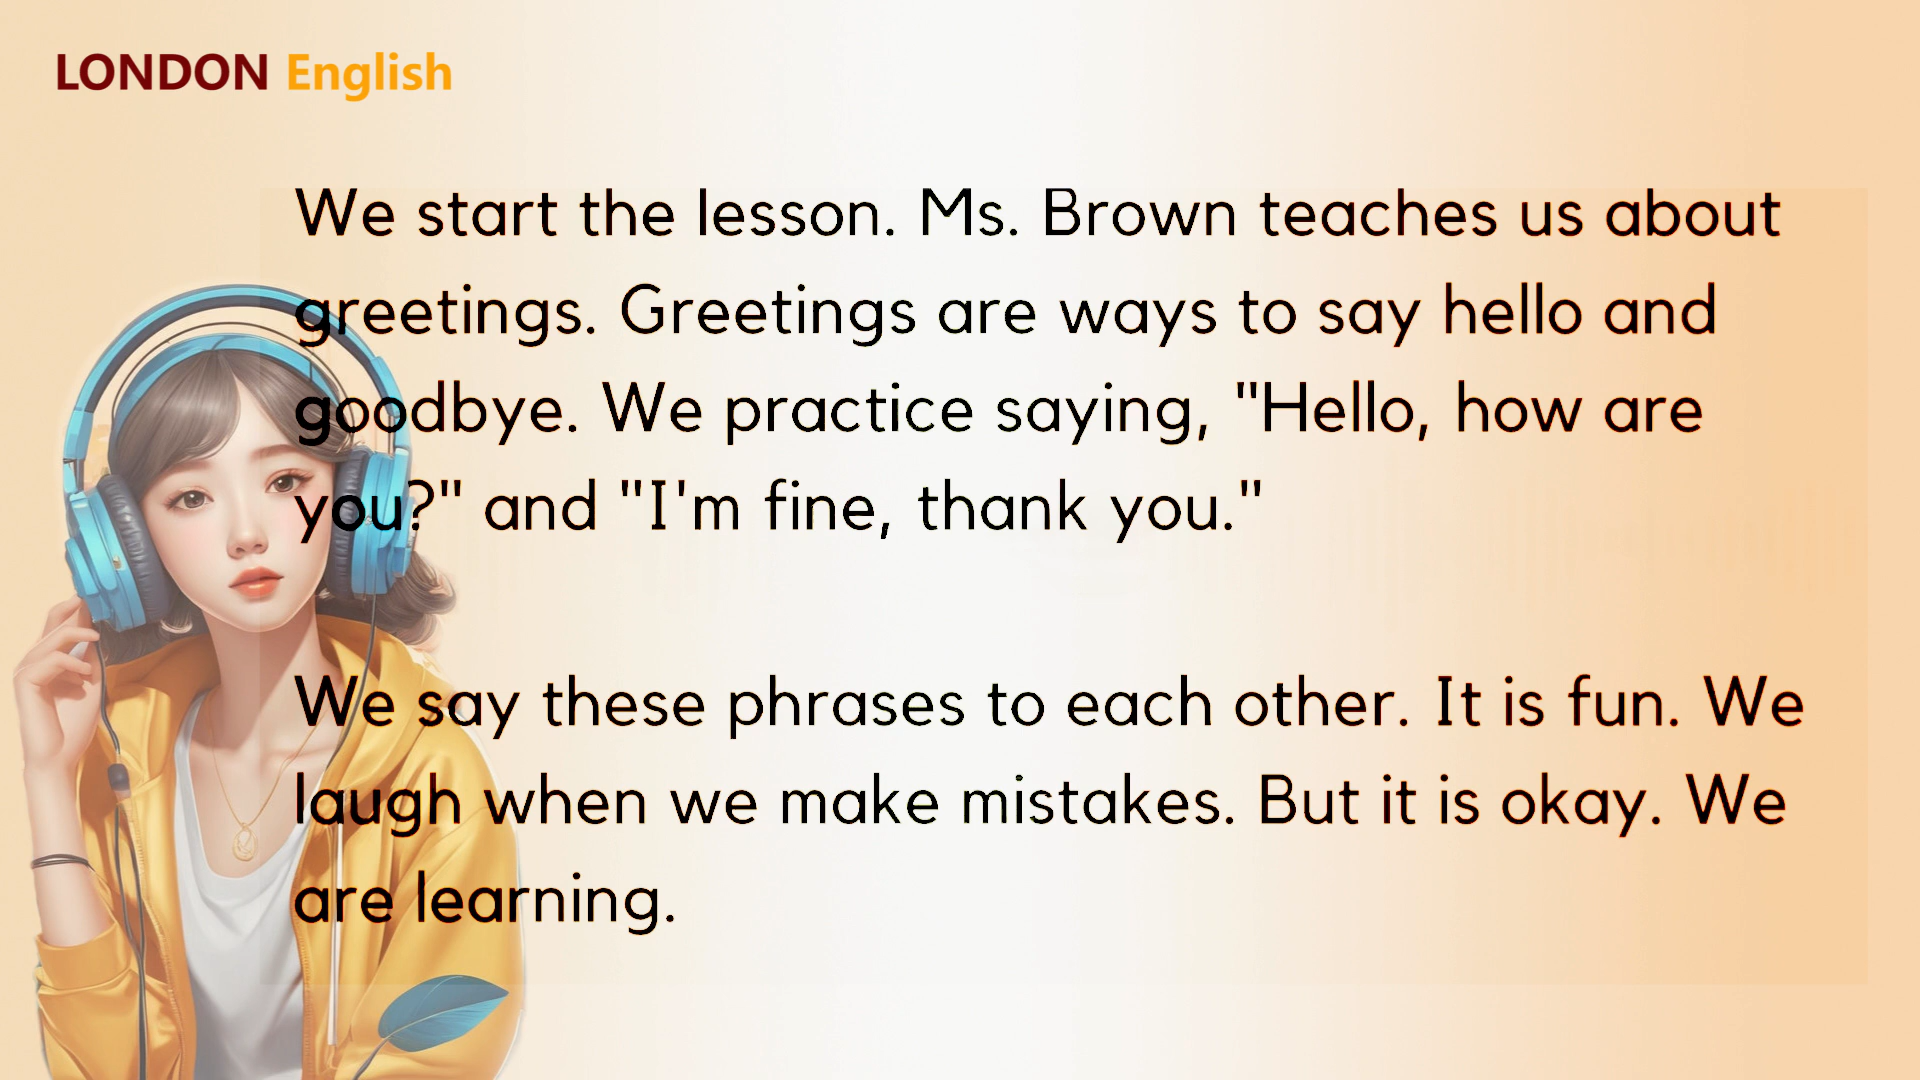 LONDON English
We start the lesson. Ms. Brown teaches us about
greetings. Greetings are ways to say hello and
goodbye. We practice saying, "Hello, how are
you?" and "I'm fine, thank you."
We say these phrases to each other. It is fun. We
laugh when we make mistakes. But it is okay. We
are learning.